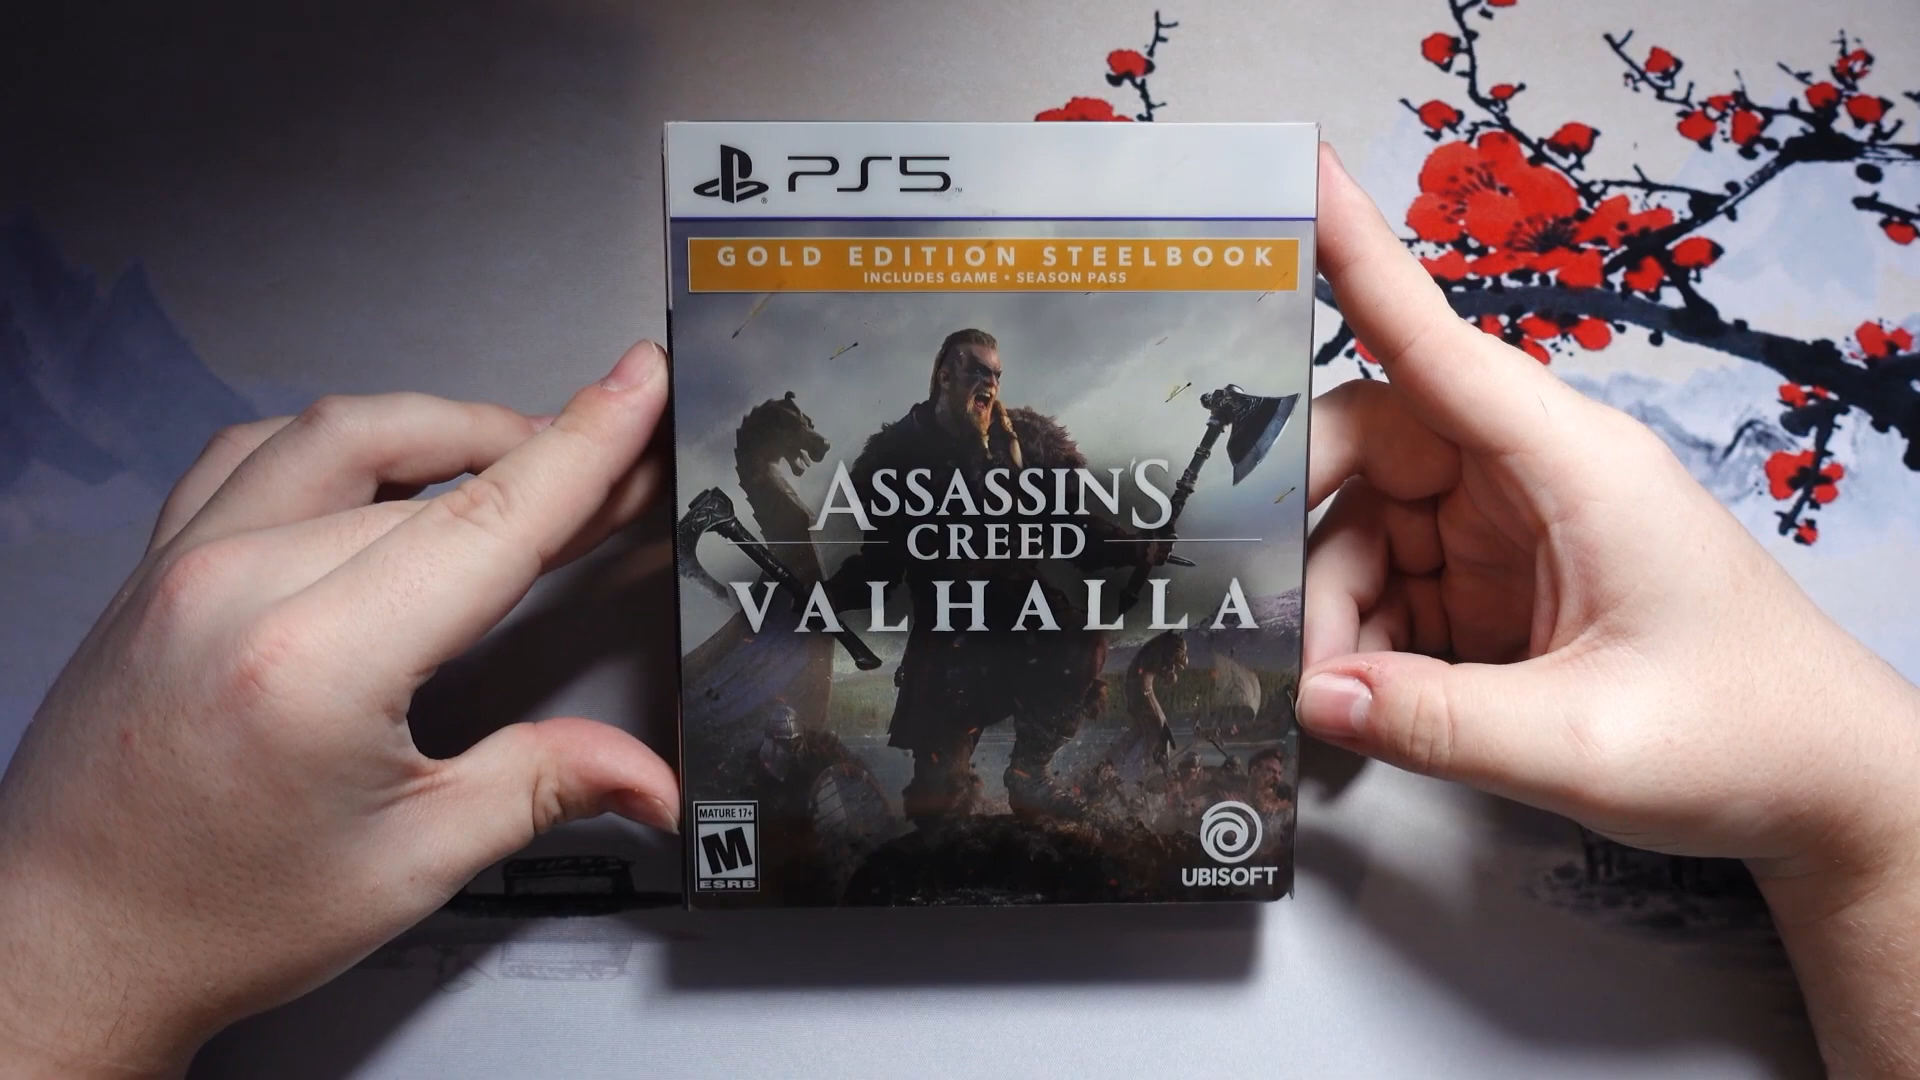 PS5
GOLD EDITION STEELBOOK
INCLUDES GAME • SEASON PASS
ASSASSIN'S
CREED
VALHALLA
MATURE 17+
M
ESRB
UBISOFT